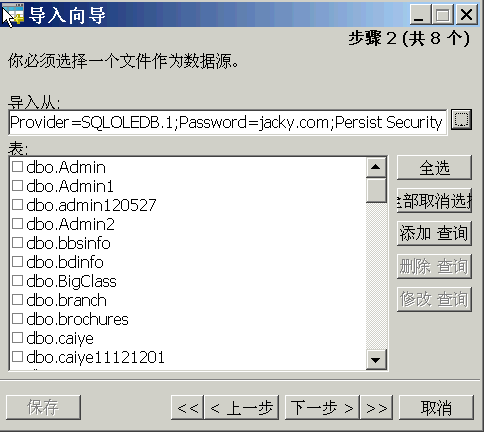 导入向导
步骤 2 (共 8 个)
你必须选择一个文件作为数据源。
导入从:
Provider=SQLOLEDB.1;Password=jacky.com;Persist Security
...
表:
dbo.Admin
dbo.Admin1
dbo.admin120527
dbo.Admin2
dbo.bbsinfo
dbo.bdinfo
dbo.BigClass
dbo.branch
dbo.brochures
dbo.caiye
dbo.caiye11121201
全选
全部取消选择
添加 查询
删除 查询
修改 查询
保存
<<
< 上一步
下一步 >
>>
取消